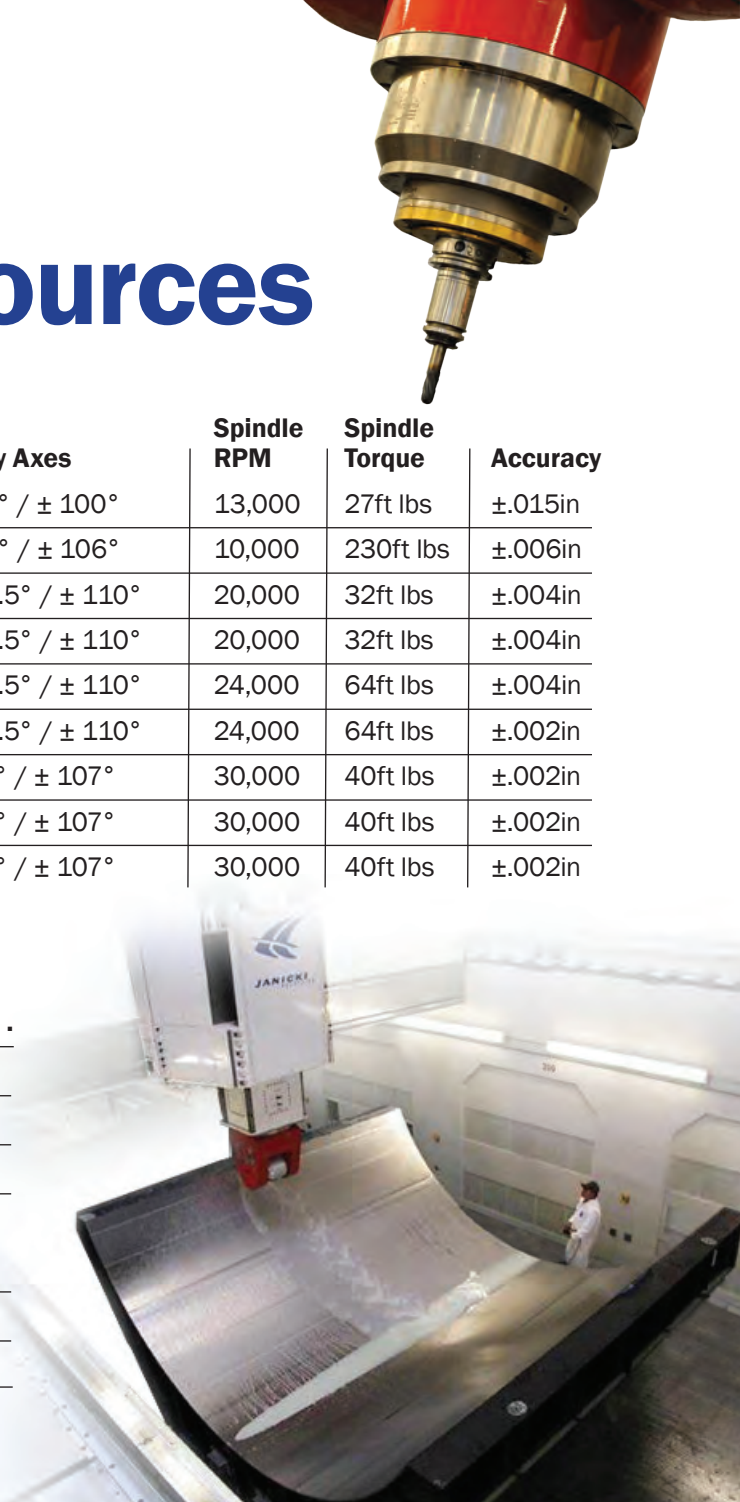 ources
Spindle Spindle
y Axes RPM Torque Accuracy
° / ± 100° 13,000 27ft lbs ±.015in
° / ± 106° 10,000 230ft lbs ±.006in
.5° / ± 110° 20,000 32ft lbs ±.004in
.5° / ± 110° 20,000 32ft lbs ±.004in
.5° / ± 110° 24,000 64ft lbs ±.004in
.5° / ± 110° 24,000 64ft lbs ±.002in
° / ± 107° 30,000 40ft lbs ±.002in
° / ± 107° 30,000 40ft lbs ±.002in
° / ± 107° 30,000 40ft lbs ±.002in
JANICKI
.